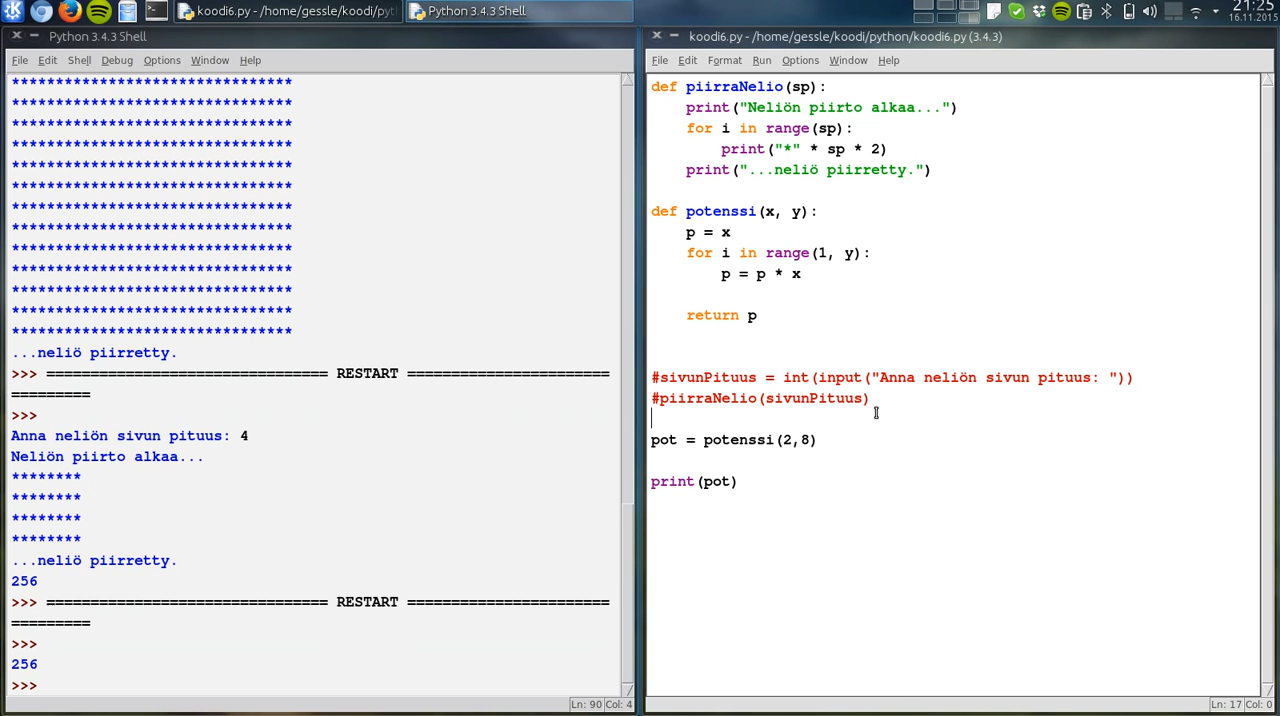 koodi6.py - /home/gessle/koodi/pyt
Python 3.4.3 Shell
21:25
16.11.2015
Python 3.4.3 Shell
File Edit Shell Debug Options Window Help
********************************
********************************
********************************
********************************
********************************
********************************
********************************
********************************
********************************
********************************
********************************
********************************
********************************
...neliö piirretty.
>>> ================================ RESTART =======================
=========
>>>
Anna neliön sivun pituus: 4
Neliön piirto alkaa...
********
********
********
********
...neliö piirretty.
256
>>> ================================ RESTART =======================
=========
>>>
256
>>>
Ln: 90 Col: 4
koodi6.py - /home/gessle/koodi/python/koodi6.py (3.4.3)
File Edit Format Run Options Window Help
def piirraNelio(sp):
    print("Neliön piirto alkaa...")
    for i in range(sp):
        print("*" * sp * 2)
    print("...neliö piirretty.")
def potenssi(x, y):
    p = x
    for i in range(1, y):
        p = p * x
    return p
#sivunPituus = int(input("Anna neliön sivun pituus: "))
#piirraNelio(sivunPituus)
pot = potenssi(2,8)
print(pot)
Ln: 17 Col: 0